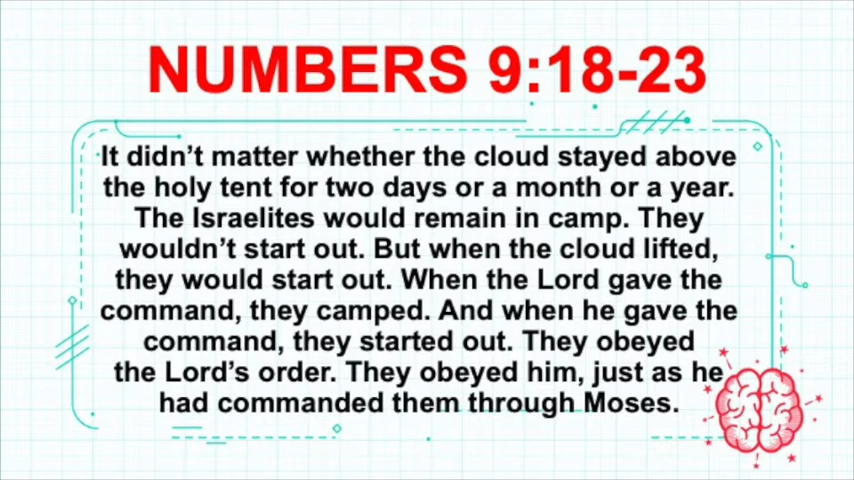 NUMBERS 9:18-23
It didn't matter whether the cloud stayed above
the holy tent for two days or a month or a year.
The Israelites would remain in camp. They
wouldn't start out. But when the cloud lifted,
they would start out. When the Lord gave the
command, they camped. And when he gave the
command, they started out. They obeyed
the Lord's order. They obeyed him, just as he
had commanded them through Moses.